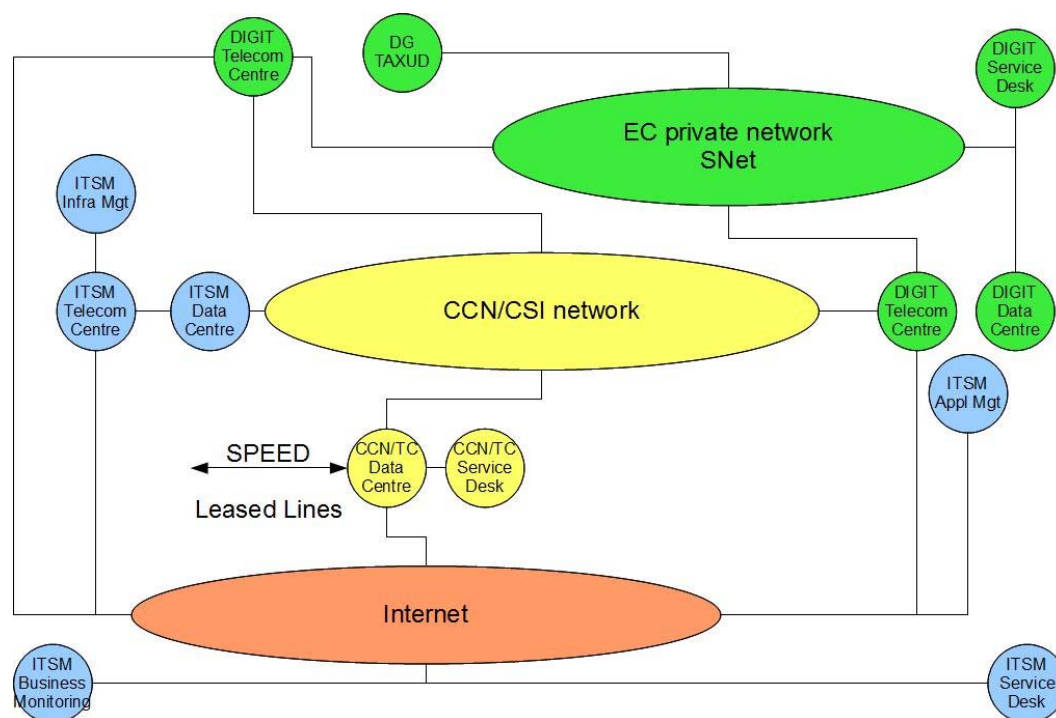 DIGIT
Telecom
Centre
DG
TAXUD
DIGIT
Service
Desk
EC private network
SNet
ITSM
Infra Mgt
ITSM
Telecom
Centre
ITSM
Data
Centre
CCN/CSI network
DIGIT
Telecom
Centre
DIGIT
Data
Centre
ITSM
Appl Mgt
SPEED
Leased Lines
CCN/TC
Data
Centre
CCN/TC
Service
Desk
Internet
ITSM
Business
Monitoring
ITSM
Service
Desk